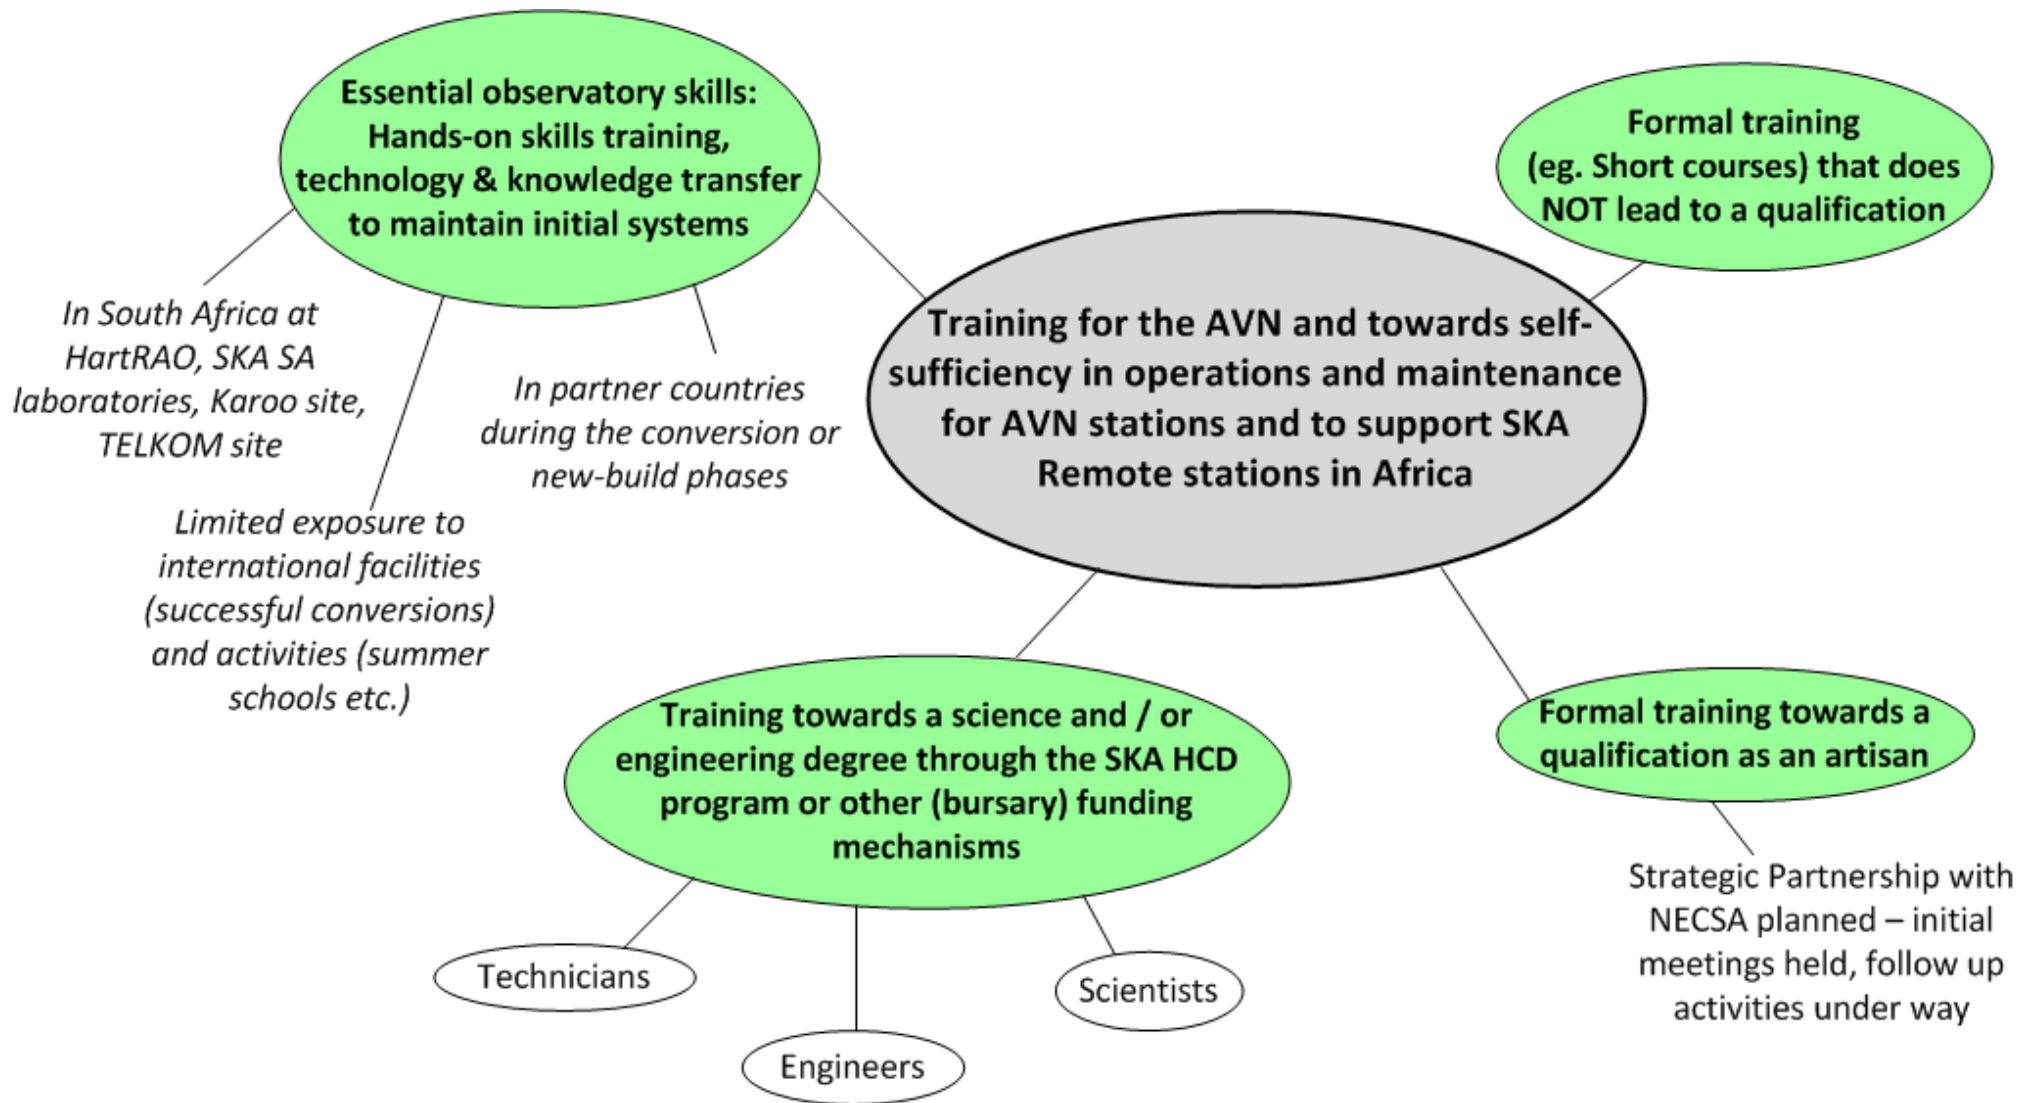 Essential observatory skills:
Hands-on skills training,
technology & knowledge transfer
to maintain initial systems
Formal training
(eg. Short courses) that does
NOT lead to a qualification
In South Africa at
HartRAO, SKA SA
laboratories, Karoo site,
TELKOM site
In partner countries
during the conversion or
new-build phases
Limited exposure to
international facilities
(successful conversions)
and activities (summer
schools etc.)
Training for the AVN and towards self-
sufficiency in operations and maintenance
for AVN stations and to support SKA
Remote stations in Africa
Training towards a science and / or
engineering degree through the SKA HCD
program or other (bursary) funding
mechanisms
Formal training towards a
qualification as an artisan
Technicians
Engineers
Scientists
Strategic Partnership with
NECSA planned – initial
meetings held, follow up
activities under way